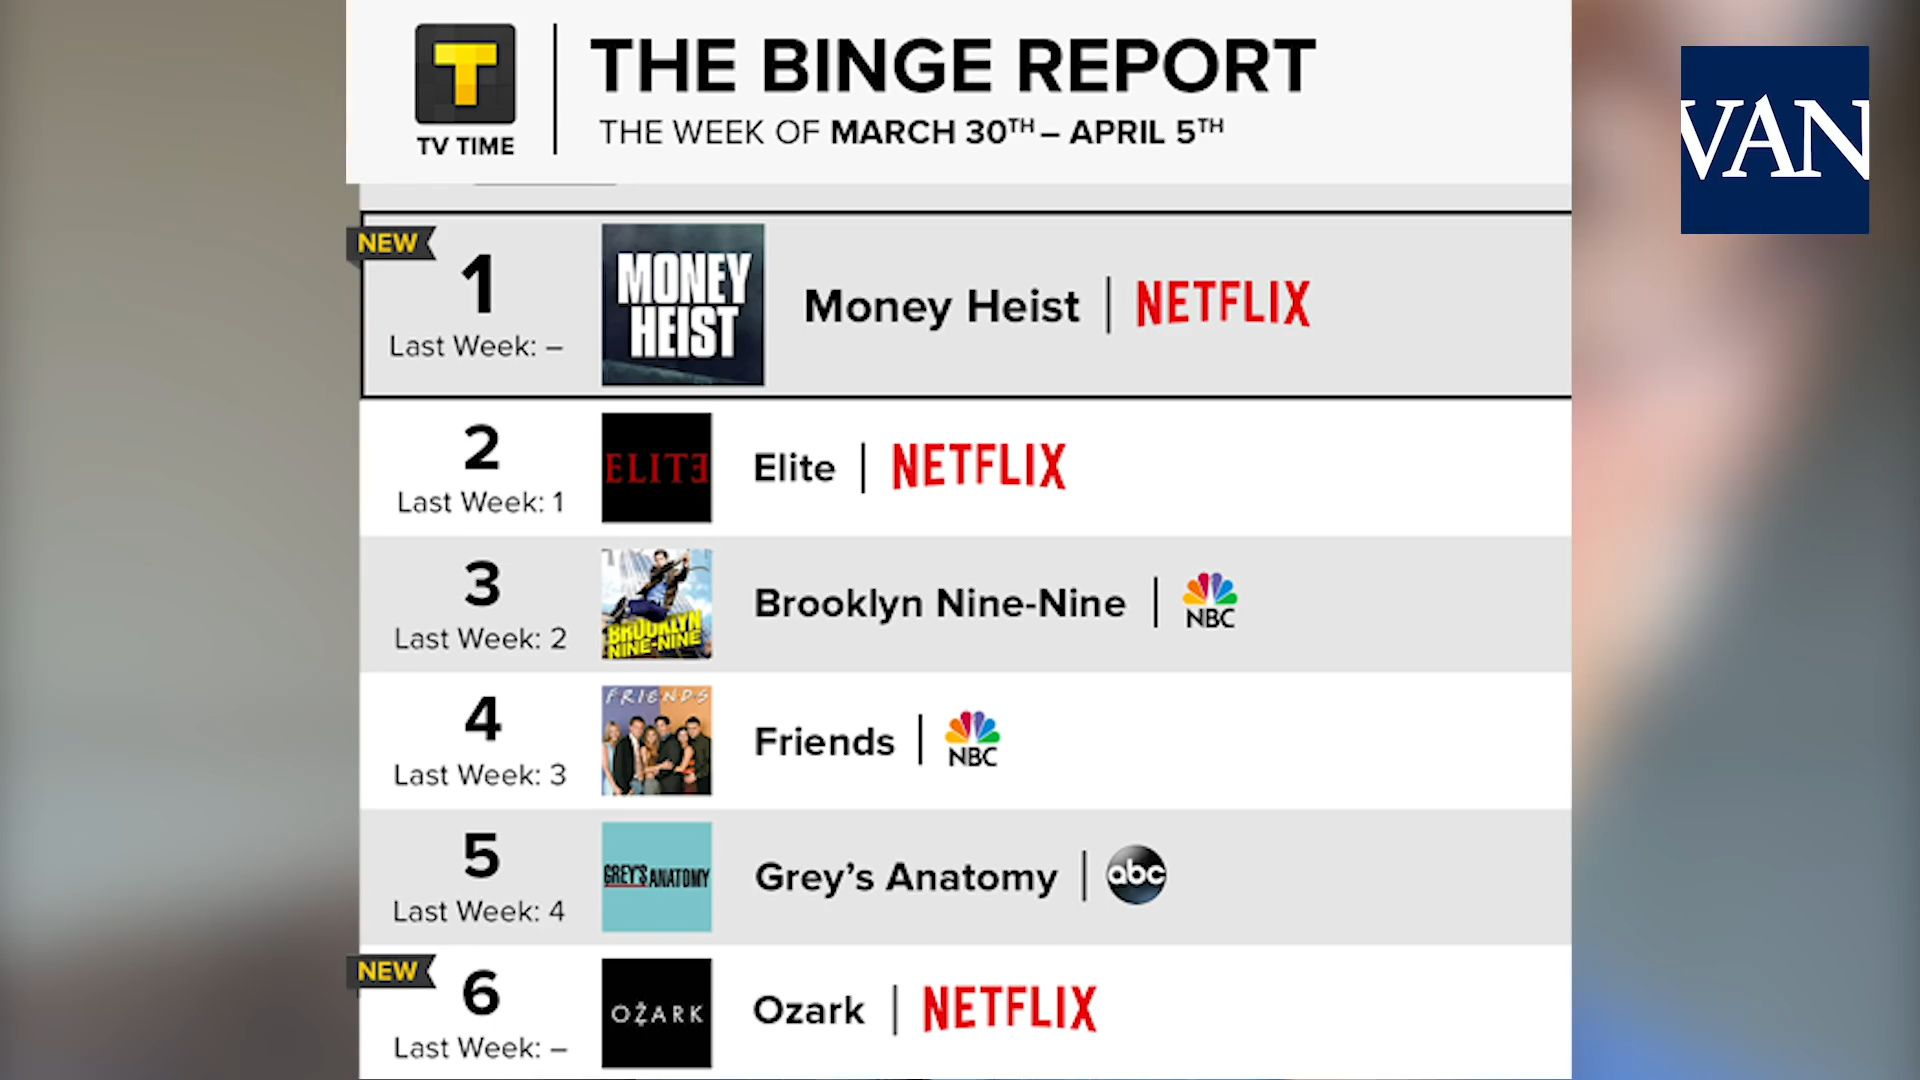 T
TV TIME
THE BINGE REPORT
THE WEEK OF MARCH 30TH – APRIL 5TH
VAN
NEW
1
Last Week: –
MONEY
HEIST
Money Heist | NETFLIX
2
Last Week: 1
ELITE
Elite | NETFLIX
3
Last Week: 2
BROOKLYN
NINE-NINE
Brooklyn Nine-Nine | NBC
4
Last Week: 3
FRIENDS
Friends | NBC
5
Last Week: 4
GREY'S ANATOMY
Grey’s Anatomy | abc
NEW
6
Last Week: –
OZARK
Ozark | NETFLIX